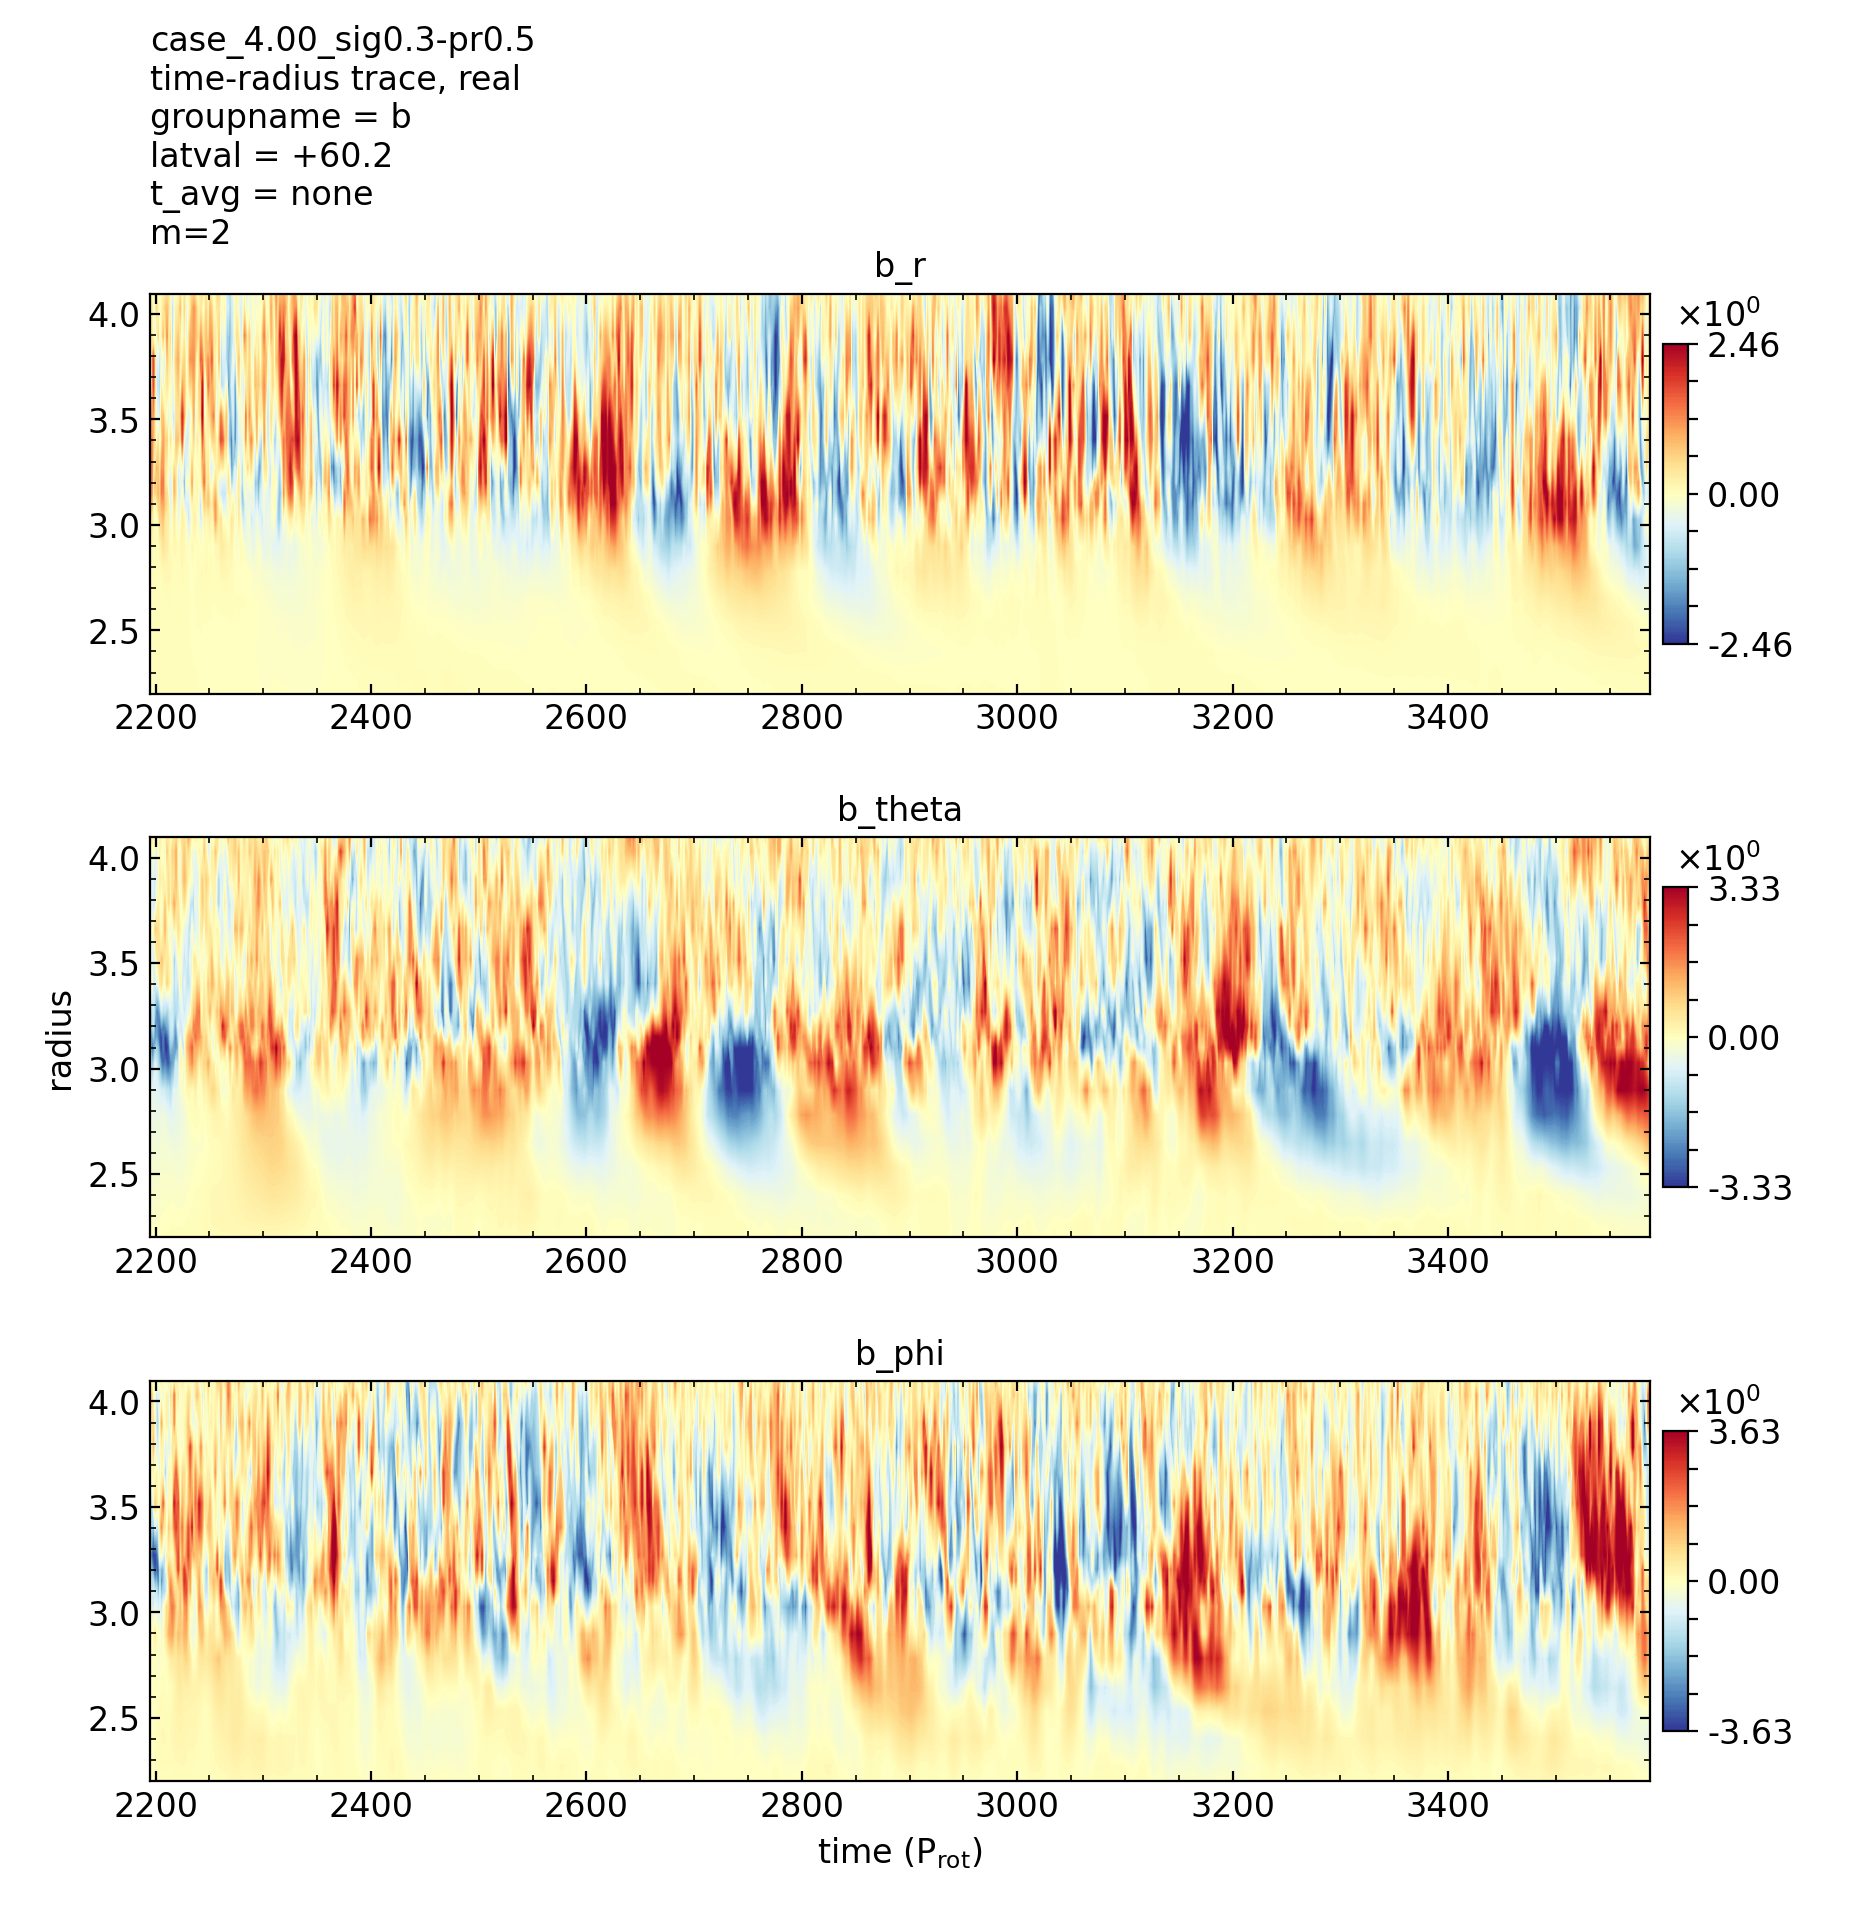 case_4.00_sig0.3-pr0.5
time-radius trace, real
groupname = b
latval = +60.2
t_avg = none
m=2
b_r
4.0
3.5
3.0
2.5
2200 2400 2600 2800 3000 3200 3400
×10⁰
2.46
0.00
-2.46
b_theta
radius
4.0
3.5
3.0
2.5
2200 2400 2600 2800 3000 3200 3400
×10⁰
3.33
0.00
-3.33
b_phi
4.0
3.5
3.0
2.5
2200 2400 2600 2800 3000 3200 3400
time (P_rot)
×10⁰
3.63
0.00
-3.63